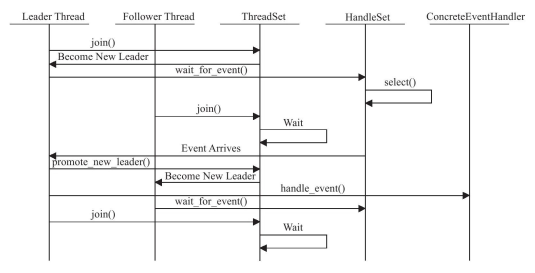 Leader Thread Follower Thread ThreadSet HandleSet ConcreteEventHandler
join()
Become New Leader
wait_for_event()
select()
join()
Wait
Event Arrives
promote_new_leader()
Become New Leader
handle_event()
wait_for_event()
join()
Wait